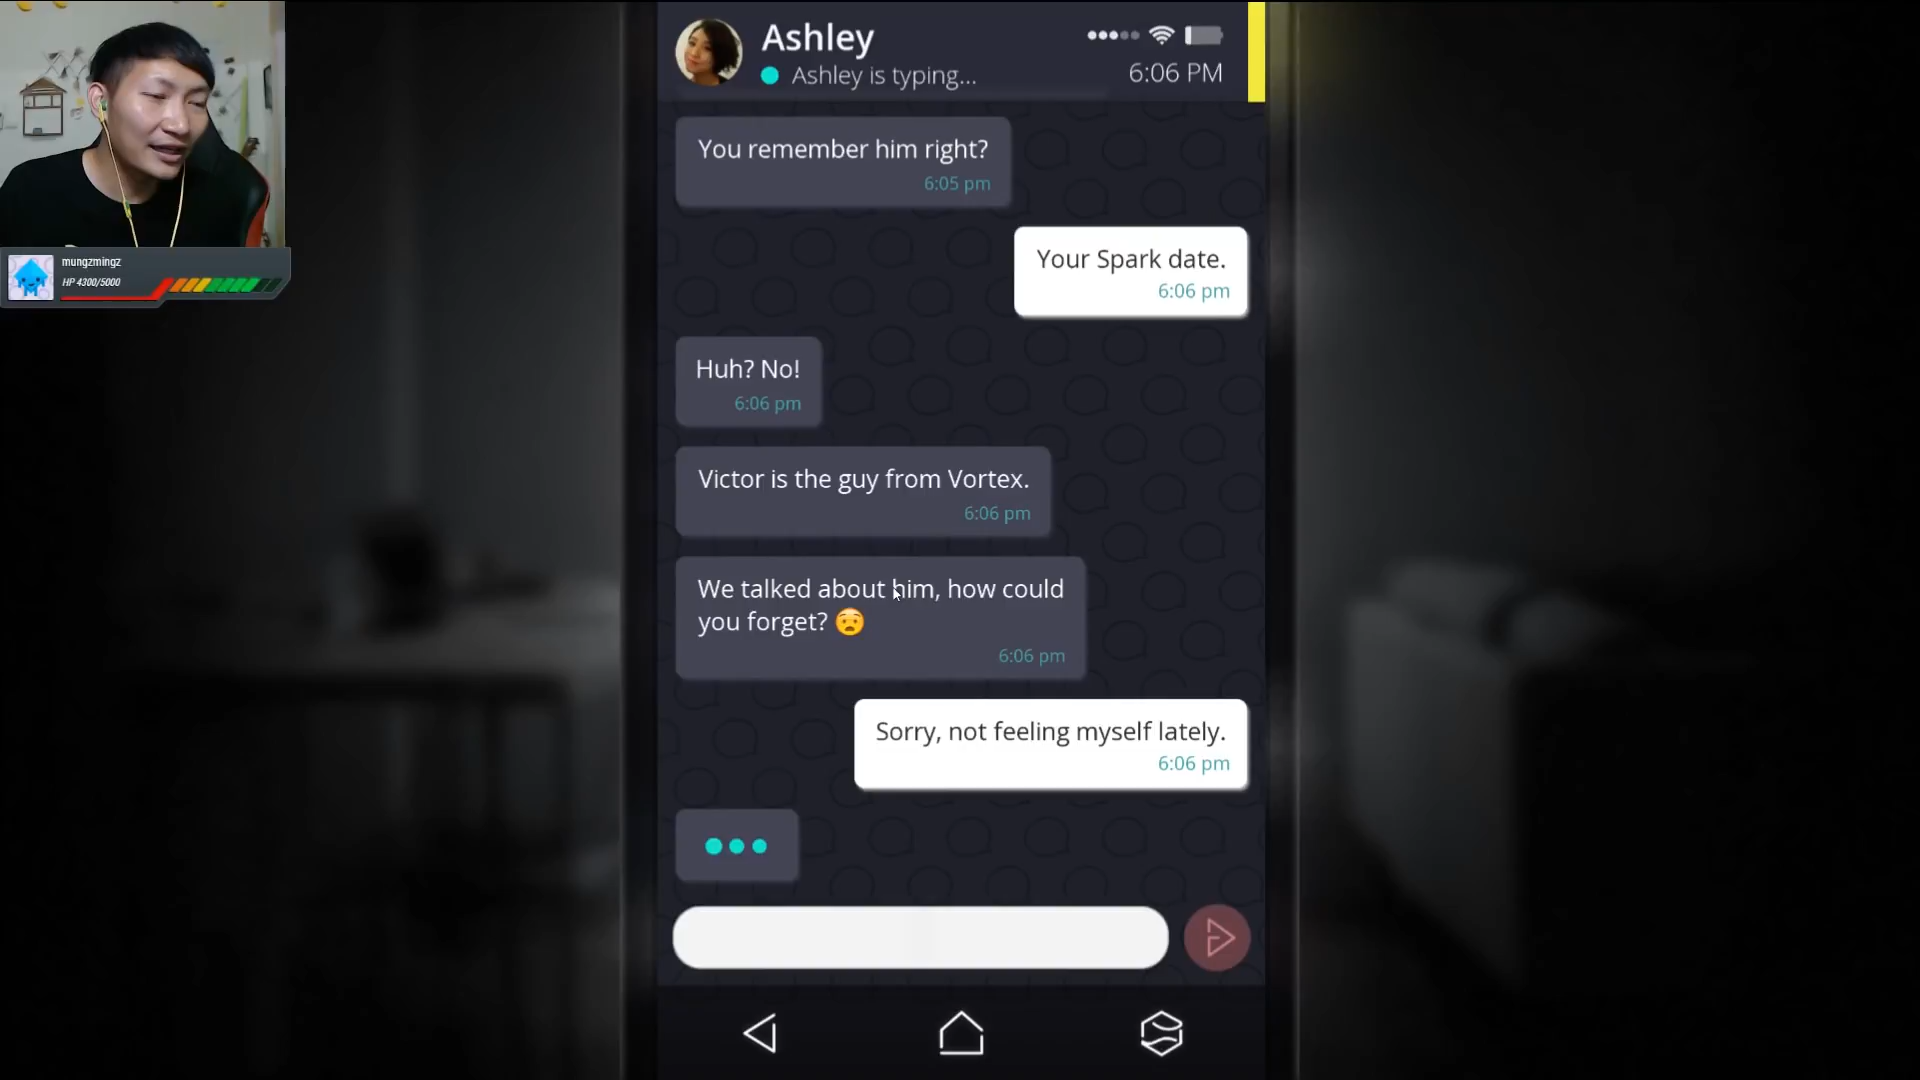 mungzmingz
HP 4300/5000
Ashley
Ashley is typing...
6:06 PM
You remember him right?
6:05 pm
Your Spark date.
6:06 pm
Huh? No!
6:06 pm
Victor is the guy from Vortex.
6:06 pm
We talked about him, how could
you forget? 😧
6:06 pm
Sorry, not feeling myself lately.
6:06 pm